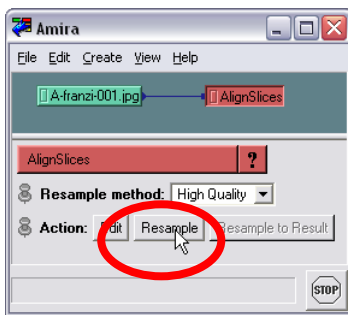 Amira
File Edit Create View Help
A-franzi-001.jpg AlignSlices
AlignSlices ?
Resample method: High Quality
Action: Edit Resample Resample to Result
STOP